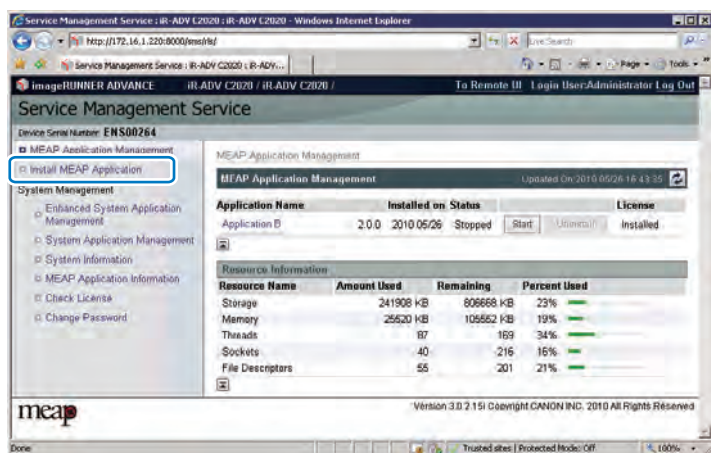 Service Management Service : iR-ADV C2020 : iR-ADV C2020 - Windows Internet Explorer
http://172.16.1.220:8000/sms/rls/
Live Search
Service Management Service : iR-ADV C2020 : iR-ADV...
Page
Tools
imageRUNNER ADVANCE iR-ADV C2020 / iR-ADV C2020 / To Remote UI Login User:Administrator Log Out
Service Management Service
Device Serial Number: ENS00264
MEAP Application Management
Install MEAP Application
System Management
Enhanced System Application
Management
System Application Management
System Information
MEAP Application Information
Check License
Change Password
MEAP Application Management
MEAP Application Management Updated On:2010 05/26 16:43:35
Application Name Installed on Status License
Application B 2.0.0 2010 05/26 Stopped Start Uninstall Installed
Resource Information
Resource Name Amount Used Remaining Percent Used
Storage 241908 KB 806668 KB 23%
Memory 25520 KB 105552 KB 19%
Threads 87 169 34%
Sockets 40 216 16%
File Descriptors 55 201 21%
meap
Version 3.0.2.15i Copyright CANON INC. 2010 All Rights Reserved
Done
Trusted sites | Protected Mode: Off
100%